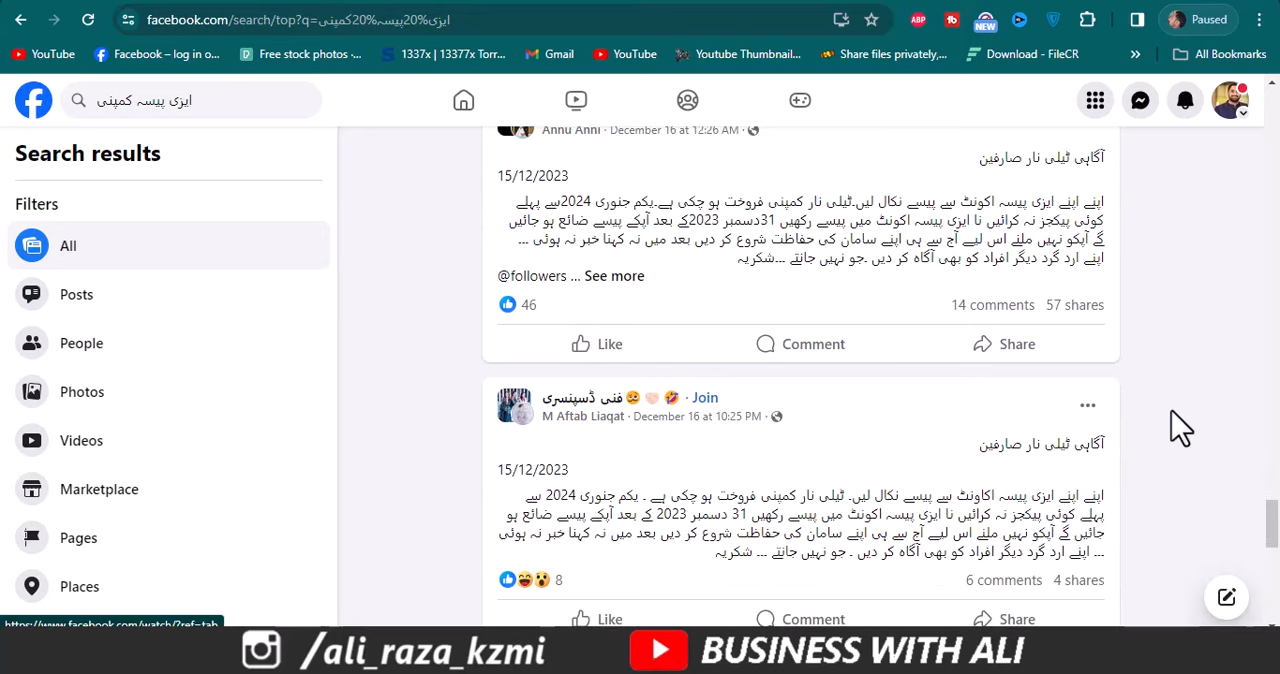 facebook.com/search/top?q=ایزی%20پیسہ%20کمپنی
Paused
YouTube
Facebook – log in o...
Free stock photos -...
1337x | 13377x Torr...
Gmail
YouTube
Youtube Thumbnail...
Share files privately,...
Download - FileCR
»
All Bookmarks
ایزی پیسہ کمپنی
Search results
Filters
All
Posts
People
Photos
Videos
Marketplace
Pages
Places
https://www.facebook.com/watch/?ref=tab
Annu Anni · December 16 at 12:26 AM ·
آگاہی ٹیلی نار صارفین
15/12/2023
اپنے اپنے ایزی پیسہ اکونٹ سے پیسے نکال لیں۔ٹیلی نار کمپنی فروخت ہو چکی ہے۔یکم جنوری 2024سے پہلے
کوئی پیکجز نہ کرائیں نا ایزی پیسہ اکونٹ میں پیسے رکھیں 31دسمبر 2023کے بعد آپکے پیسے ضائع ہو جائیں
گے آپکو نہیں ملنے اس لیے آج سے ہی اپنے سامان کی حفاظت شروع کر دیں بعد میں نہ کہنا خبر نہ ہوئی ...
اپنے ارد گرد دیگر افراد کو بھی آگاہ کر دیں ۔جو نہیں جانتے ...شکریہ
@followers ... See more
46
14 comments 57 shares
Like
Comment
Share
فنی ڈسپنسری · Join
M Aftab Liaqat · December 16 at 10:25 PM ·
آگاہی ٹیلی نار صارفین
15/12/2023
اپنے اپنے ایزی پیسہ اکاونٹ سے پیسے نکال لیں۔ ٹیلی نار کمپنی فروخت ہو چکی ہے ۔ یکم جنوری 2024 سے
پہلے کوئی پیکجز نہ کرائیں نا ایزی پیسہ اکونٹ میں پیسے رکھیں 31 دسمبر 2023 کے بعد آپکے پیسے ضائع ہو
جائیں گے آپکو نہیں ملنے اس لیے آج سے ہی اپنے سامان کی حفاظت شروع کر دیں بعد میں نہ کہنا خبر نہ ہوئی
... اپنے ارد گرد دیگر افراد کو بھی آگاہ کر دیں ۔ جو نہیں جانتے ... شکریہ
8
6 comments 4 shares
Like
Comment
Share
/ali_raza_kzmi
BUSINESS WITH ALI